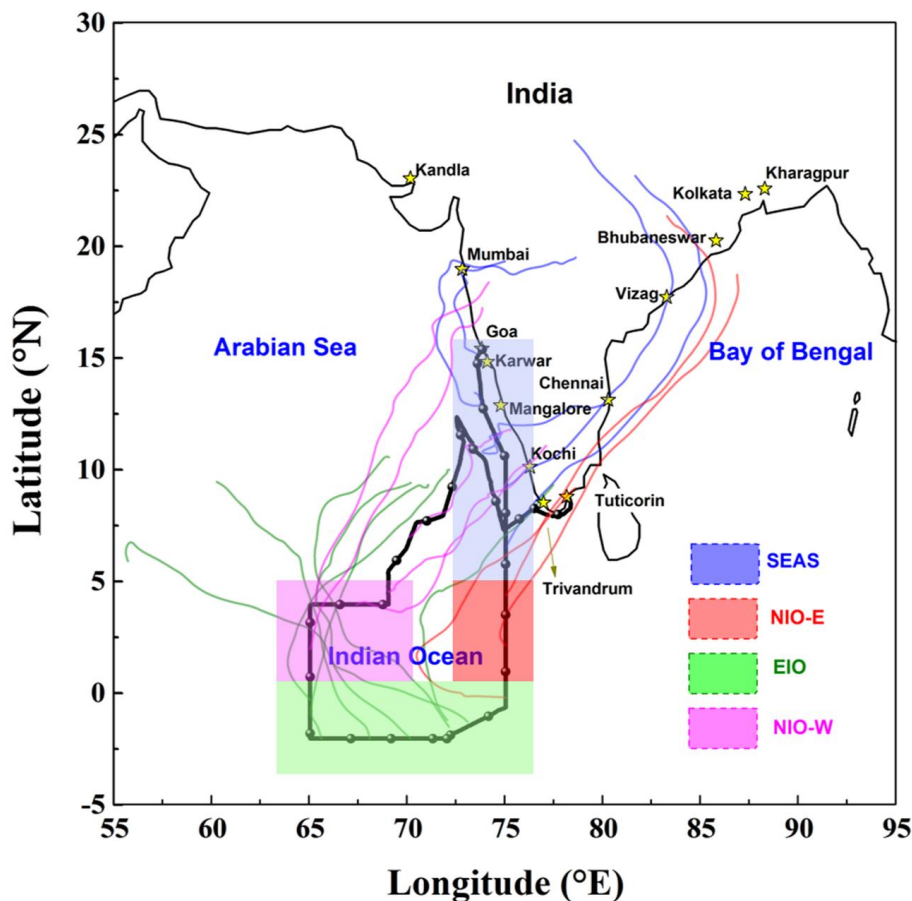 30
25
20
15
10
5
0
-5
55
60
65
70
75
80
85
90
95
Latitude (°N)
Longitude (°E)
India
Kandla
Kolkata
Kharagpur
Bhubaneswar
Mumbai
Vizag
Arabian Sea
Goa
Bay of Bengal
Karwar
Chennai
Mangalore
Kochi
Tuticorin
Trivandrum
Indian Ocean
SEAS
NIO-E
EIO
NIO-W